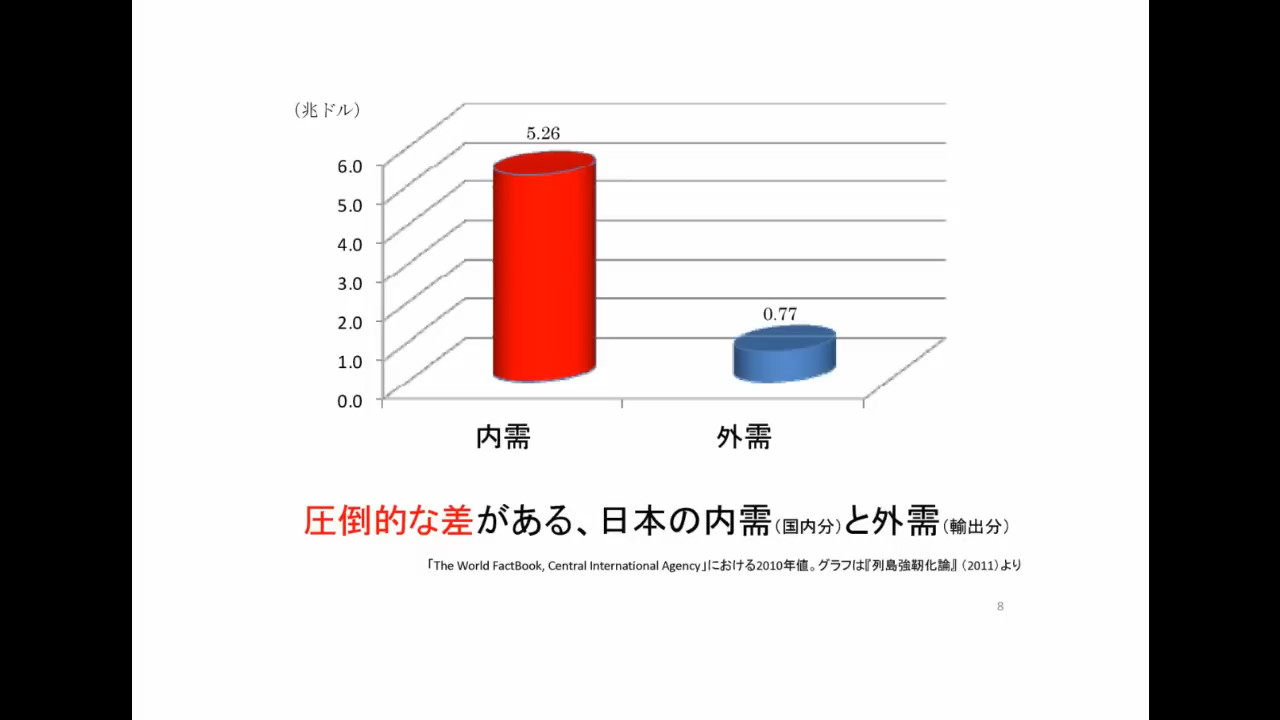 （兆ドル）
5.26
6.0
5.0
4.0
3.0
2.0
1.0
0.0
0.77
内需
外需
圧倒的な差がある、日本の内需（国内分）と外需（輸出分）
「The World FactBook, Central International Agency」における2010年値。グラフは『列島強靭化論』（2011）より
8